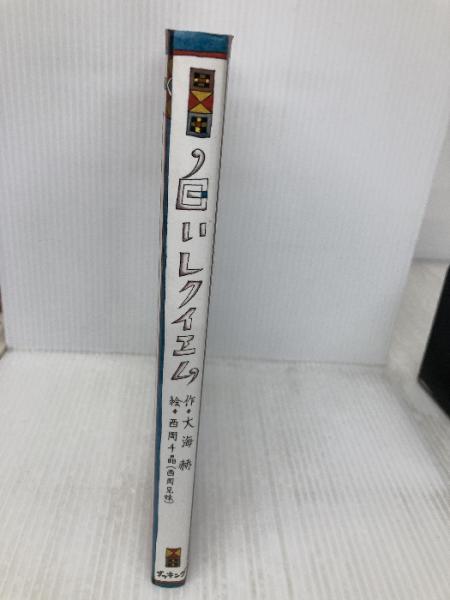 白いレクイエム
作・大海赫
絵・西岡千晶(西岡兄妹)
ブッキング